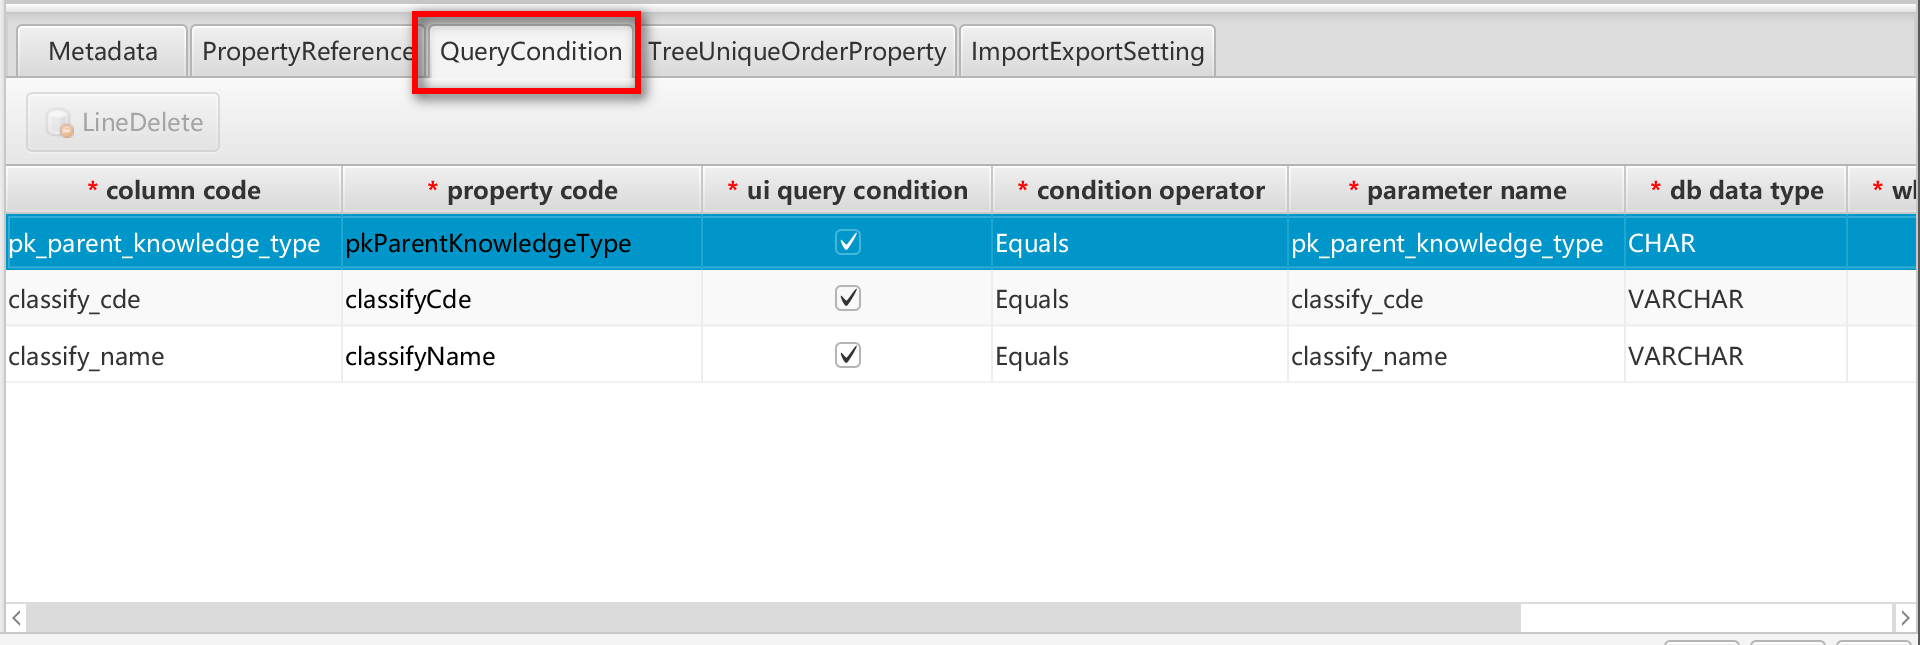 Metadata PropertyReference QueryCondition TreeUniqueOrderProperty ImportExportSetting
LineDelete
* column code * property code * ui query condition * condition operator * parameter name * db data type *
pk_parent_knowledge_type pkParentKnowledgeType Equals pk_parent_knowledge_type CHAR
classify_cde classifyCde Equals classify_cde VARCHAR
classify_name classifyName Equals classify_name VARCHAR